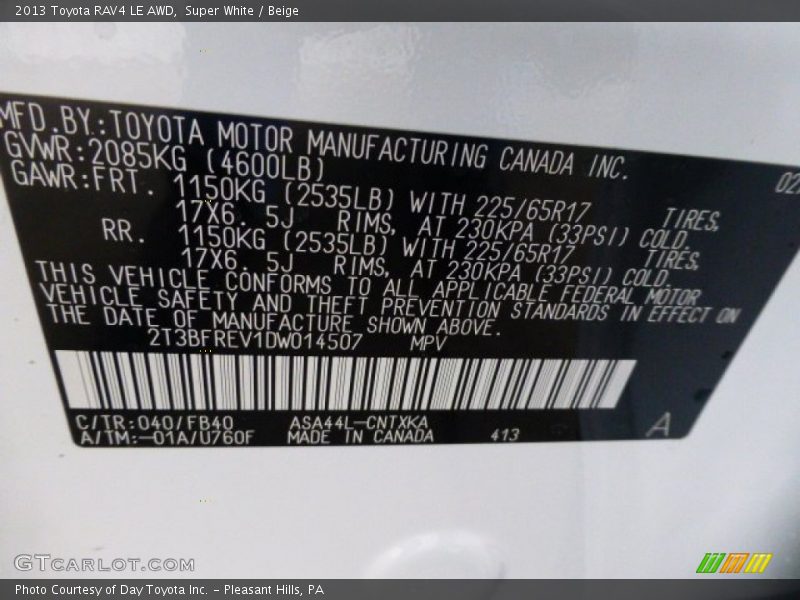 2013 Toyota RAV4 LE AWD, Super White / Beige
MFD.BY:TOYOTA MOTOR MANUFACTURING CANADA INC. 02
GVWR:2085KG (4600LB)
GAWR:FRT. 1150KG (2535LB) WITH 225/65R17 TIRES,
17X6.5J RIMS, AT 230KPA (33PSI) COLD.
RR. 1150KG (2535LB) WITH 225/65R17 TIRES,
17X6.5J RIMS, AT 230KPA (33PSI) COLD.
THIS VEHICLE CONFORMS TO ALL APPLICABLE FEDERAL MOTOR
VEHICLE SAFETY AND THEFT PREVENTION STANDARDS IN EFFECT ON
THE DATE OF MANUFACTURE SHOWN ABOVE.
2T3BFREV1DW014507 MPV
C/TR:040/FB40 ASA44L-CNTXKA
A/TM:-01A/U760F MADE IN CANADA 413 A
GTCARLOT.COM
Photo Courtesy of Day Toyota Inc. - Pleasant Hills, PA